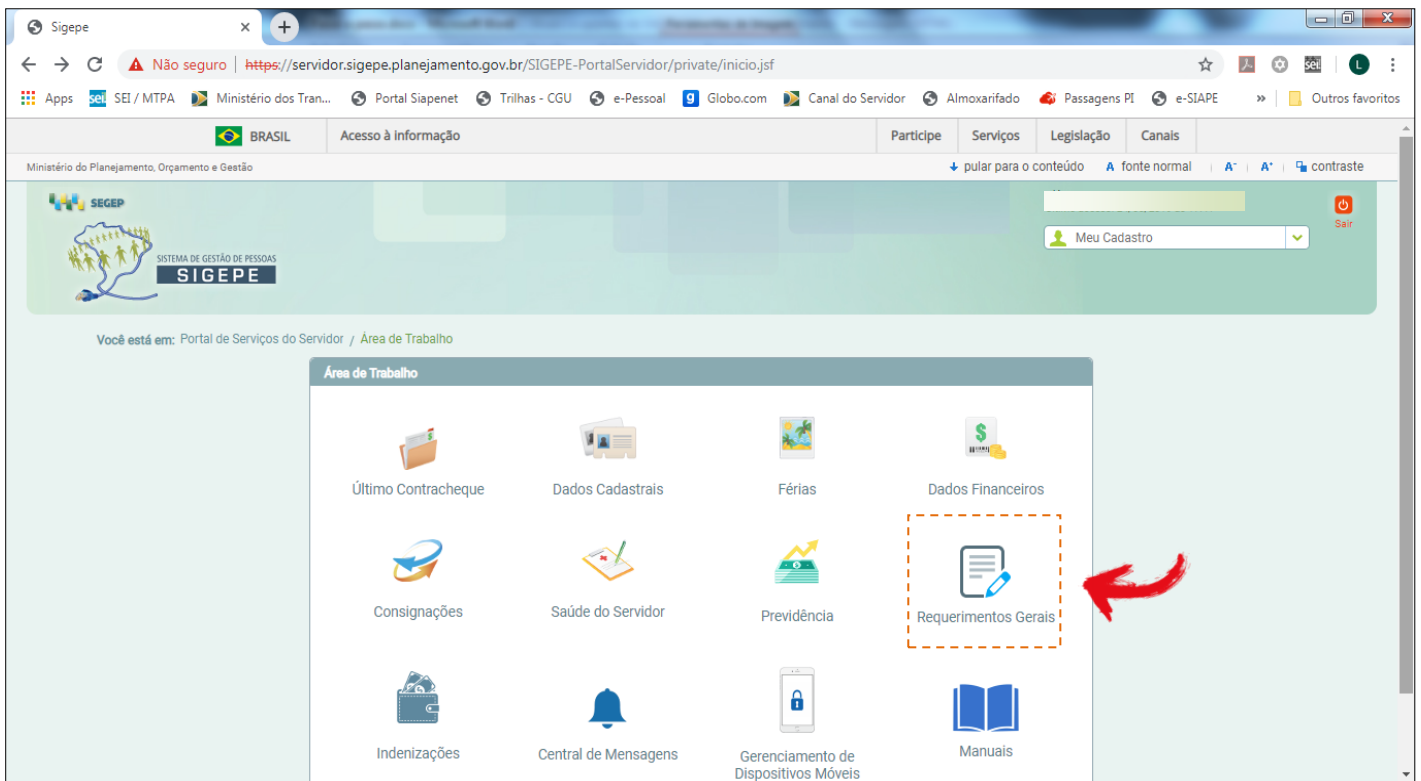 Sigepe
Não seguro | https://servidor.sigepe.planejamento.gov.br/SIGEPE-PortalServidor/private/inicio.jsf
L
Apps sei. SEI / MTPA Ministério dos Tran... Portal Siapenet Trilhas - CGU e-Pessoal g Globo.com Canal do Servidor Almoxarifado Passagens PI e-SIAPE » Outros favoritos
BRASIL Acesso à informação Participe Serviços Legislação Canais
Ministério do Planejamento, Orçamento e Gestão pular para o conteúdo A fonte normal A- A+ contraste
SEGEP
Sair
Meu Cadastro
SISTEMA DE GESTÃO DE PESSOAS
SIGEPE
Você está em: Portal de Serviços do Servidor / Área de Trabalho
Área de Trabalho
Último Contracheque Dados Cadastrais Férias Dados Financeiros
Consignações Saúde do Servidor Previdência Requerimentos Gerais
Indenizações Central de Mensagens Gerenciamento de Dispositivos Móveis Manuais